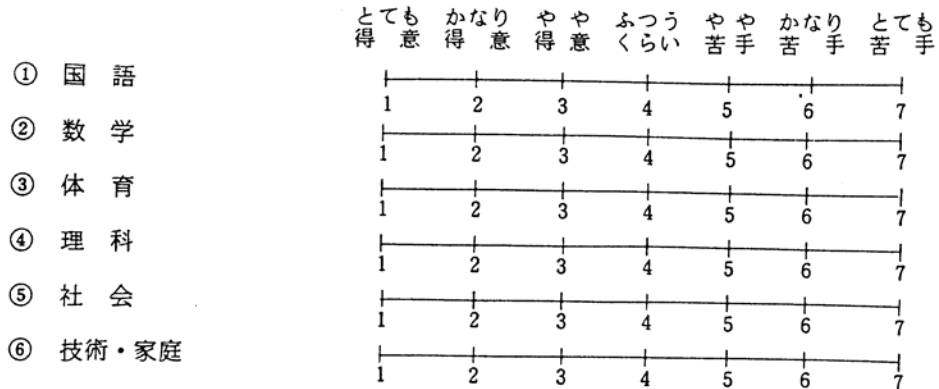 とても かなり やや ふつう やや かなり とても
得意 得意 得意 くらい 苦手 苦手 苦手
① 国語
1 2 3 4 5 6 7
② 数学
1 2 3 4 5 6 7
③ 体育
1 2 3 4 5 6 7
④ 理科
1 2 3 4 5 6 7
⑤ 社会
1 2 3 4 5 6 7
⑥ 技術・家庭
1 2 3 4 5 6 7